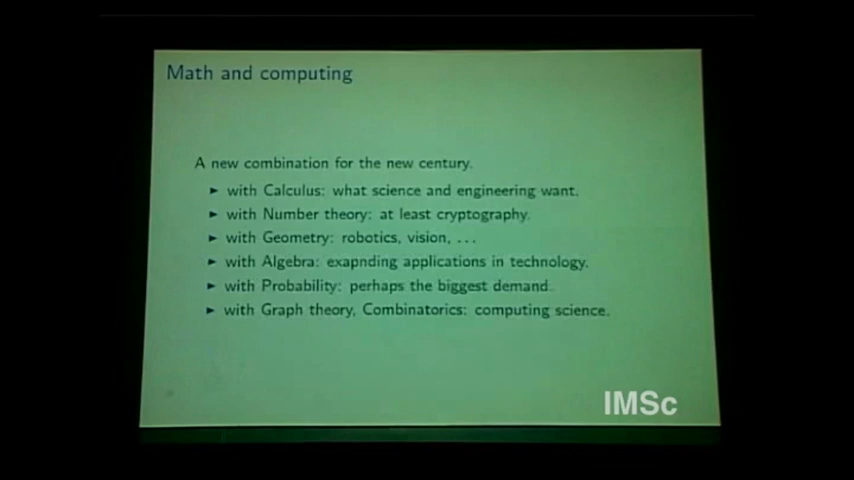 Math and computing
A new combination for the new century.
► with Calculus: what science and engineering want.
► with Number theory: at least cryptography.
► with Geometry: robotics, vision, ...
► with Algebra: exapnding applications in technology.
► with Probability: perhaps the biggest demand.
► with Graph theory, Combinatorics: computing science.
IMSc